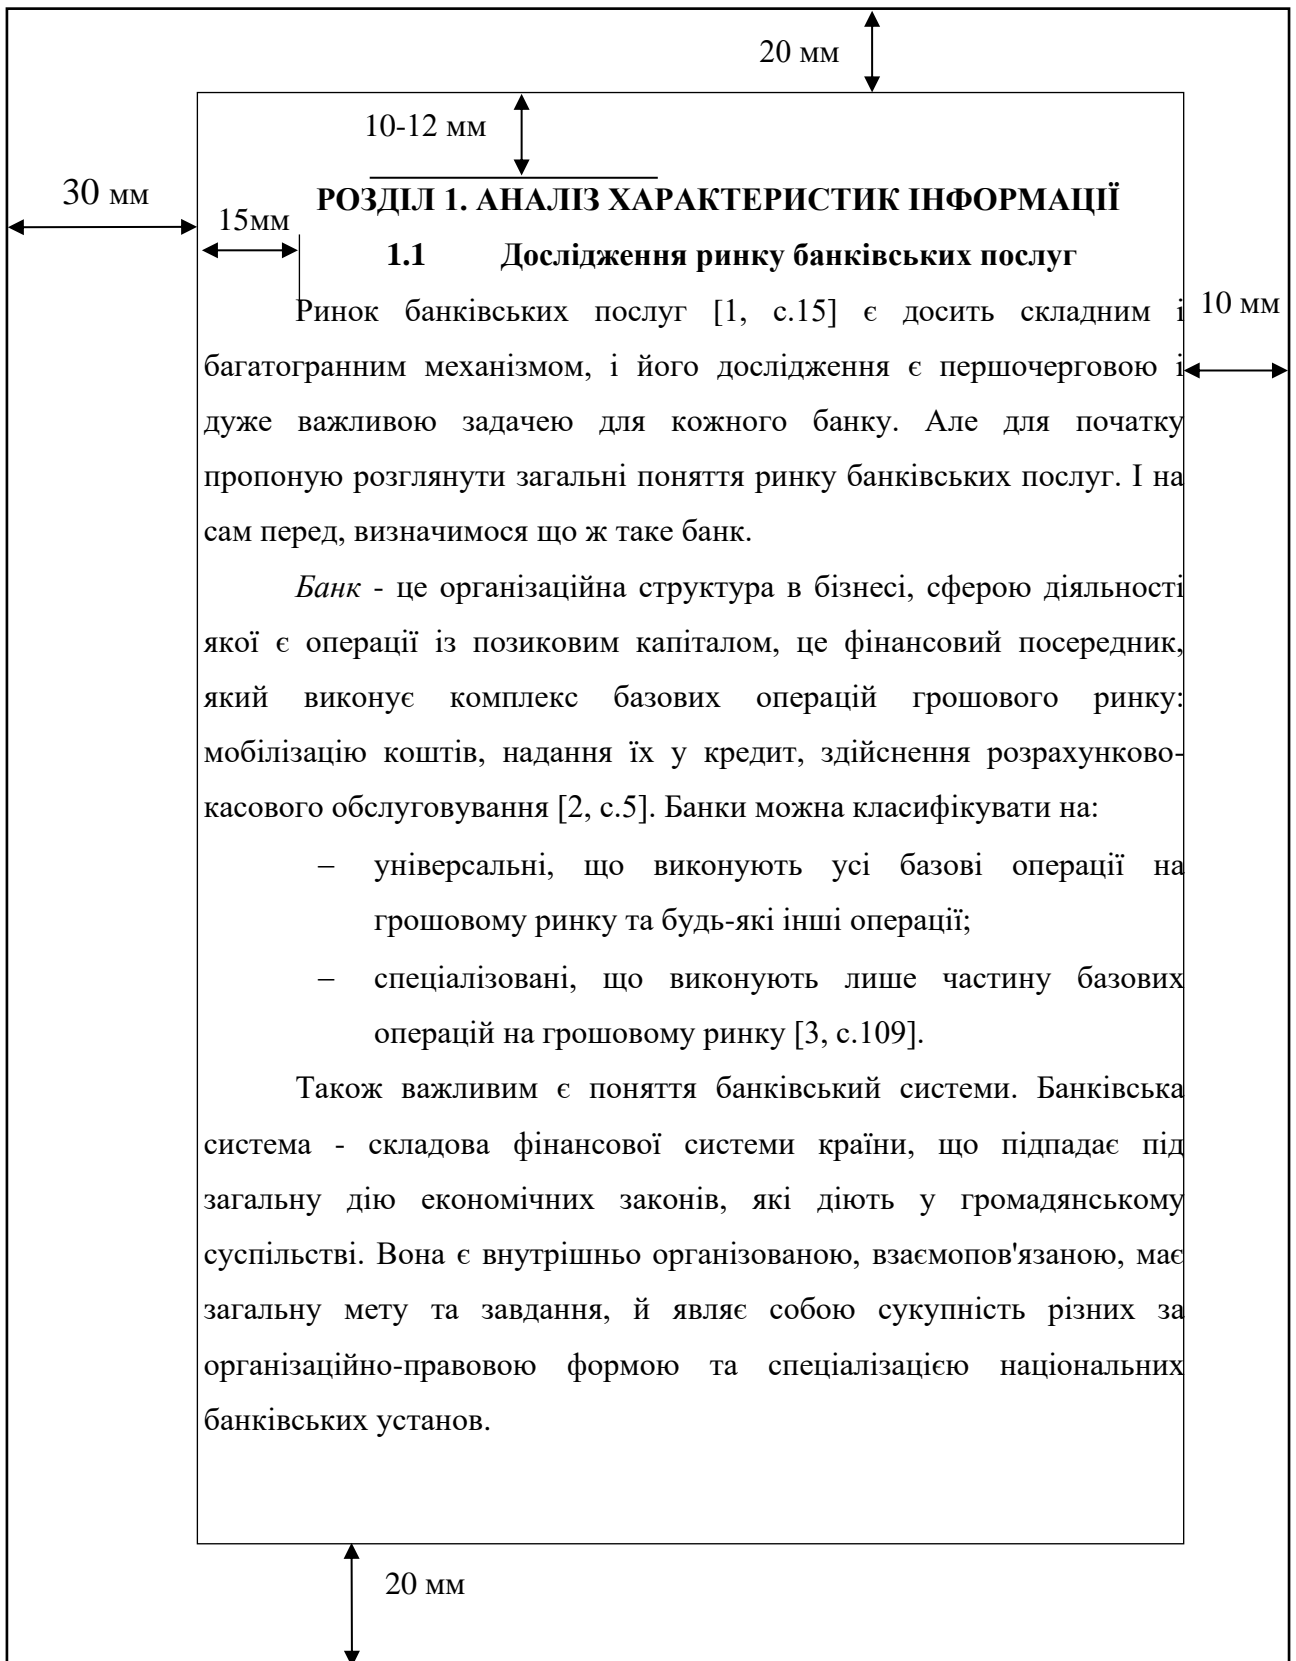 20 мм
10-12 мм
30 мм
РОЗДІЛ 1. АНАЛІЗ ХАРАКТЕРИСТИК ІНФОРМАЦІЇ
15мм
1.1 Дослідження ринку банківських послуг
Ринок банківських послуг [1, с.15] є досить складним і
10 мм
багатогранним механізмом, і його дослідження є першочерговою і
дуже важливою задачею для кожного банку. Але для початку
пропоную розглянути загальні поняття ринку банківських послуг. І на
сам перед, визначимося що ж таке банк.
Банк - це організаційна структура в бізнесі, сферою діяльності
якої є операції із позиковим капіталом, це фінансовий посередник,
який виконує комплекс базових операцій грошового ринку:
мобілізацію коштів, надання їх у кредит, здійснення розрахунково-
касового обслуговування [2, с.5]. Банки можна класифікувати на:
– універсальні, що виконують усі базові операції на
грошовому ринку та будь-які інші операції;
– спеціалізовані, що виконують лише частину базових
операцій на грошовому ринку [3, с.109].
Також важливим є поняття банківський системи. Банківська
система - складова фінансової системи країни, що підпадає під
загальну дію економічних законів, які діють у громадянському
суспільстві. Вона є внутрішньо організованою, взаємопов'язаною, має
загальну мету та завдання, й являє собою сукупність різних за
організаційно-правовою формою та спеціалізацією національних
банківських установ.
20 мм